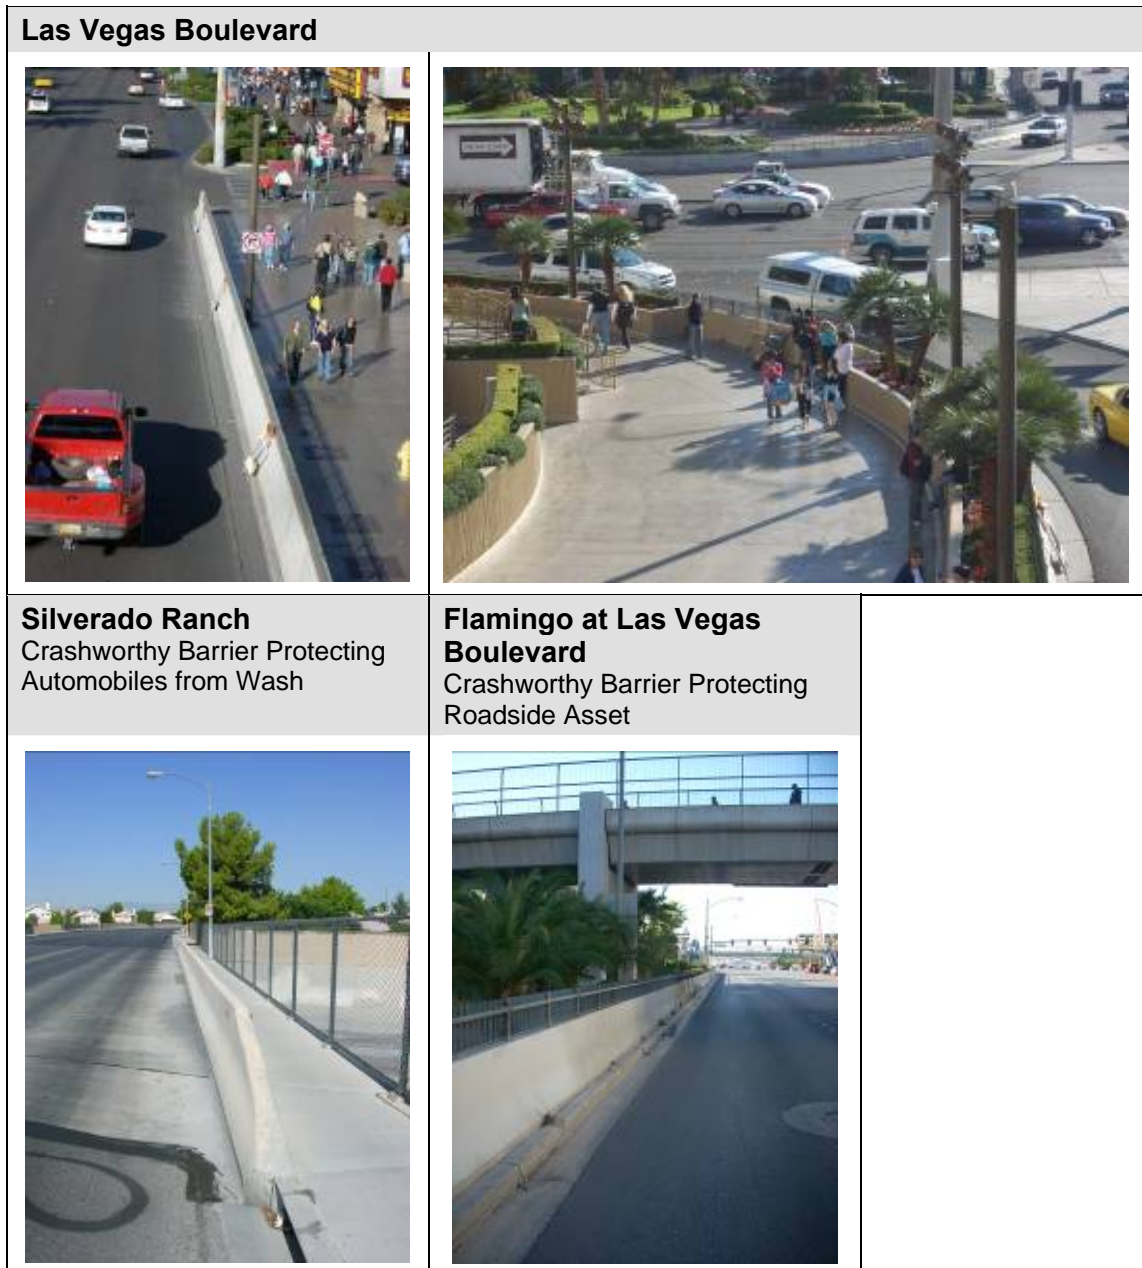 Las Vegas Boulevard
Silverado Ranch
Crashworthy Barrier Protecting
Automobiles from Wash
Flamingo at Las Vegas
Boulevard
Crashworthy Barrier Protecting
Roadside Asset